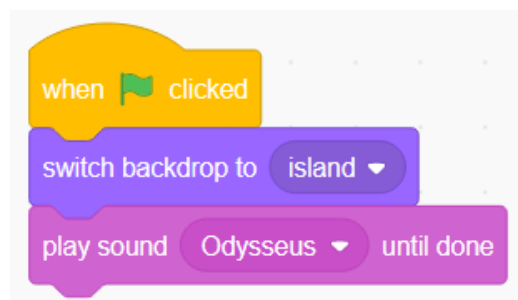 when clicked
switch backdrop to island
play sound Odysseus until done